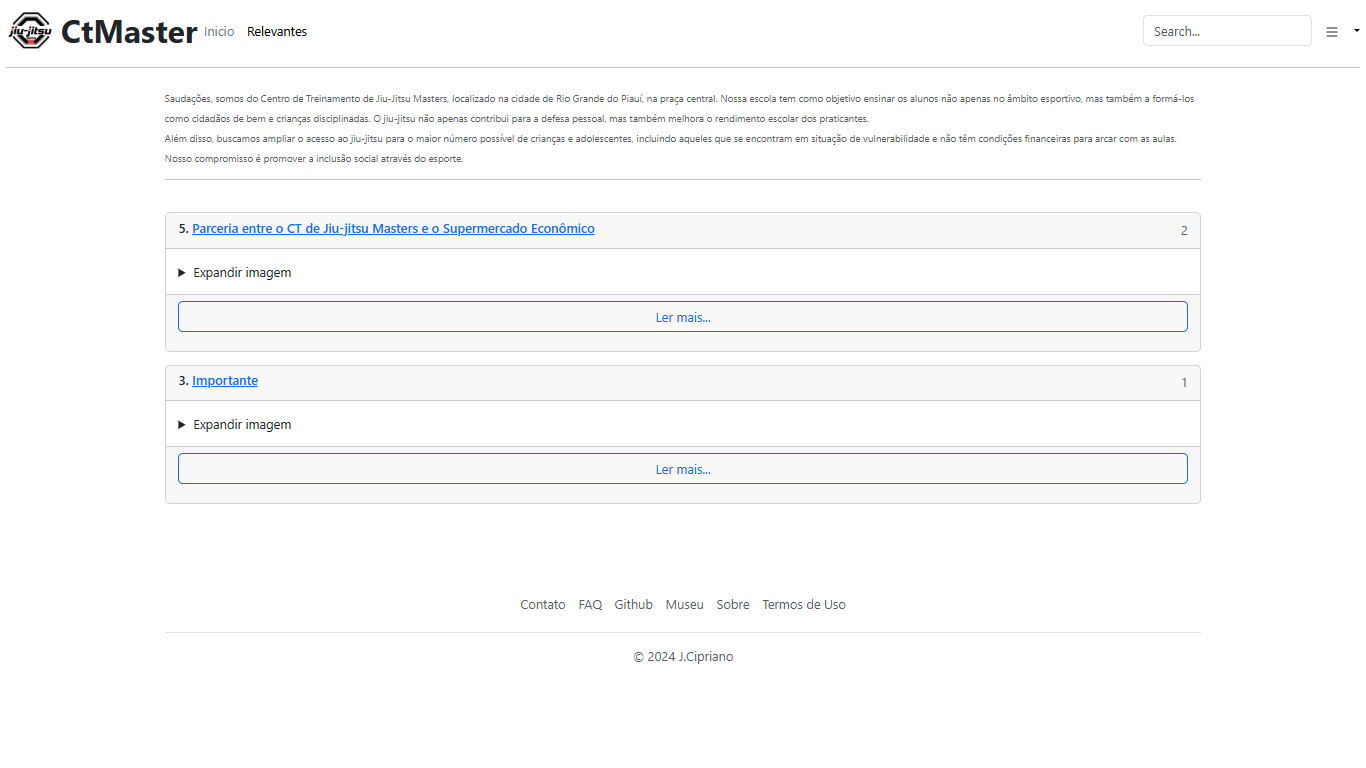 jiu-jitsu
CtMaster Inicio Relevantes Search...
Saudações, somos do Centro de Treinamento de Jiu-Jitsu Masters, localizado na cidade de Rio Grande do Piauí, na praça central. Nossa escola tem como objetivo ensinar os alunos não apenas no âmbito esportivo, mas também a formá-los
como cidadãos de bem e crianças disciplinadas. O jiu-jitsu não apenas contribui para a defesa pessoal, mas também melhora o rendimento escolar dos praticantes.
Além disso, buscamos ampliar o acesso ao jiu-jitsu para o maior número possível de crianças e adolescentes, incluindo aqueles que se encontram em situação de vulnerabilidade e não têm condições financeiras para arcar com as aulas.
Nosso compromisso é promover a inclusão social através do esporte.
5. Parceria entre o CT de Jiu-jitsu Masters e o Supermercado Econômico 2
Expandir imagem
Ler mais...
3. Importante 1
Expandir imagem
Ler mais...
Contato FAQ Github Museu Sobre Termos de Uso
© 2024 J.Cipriano